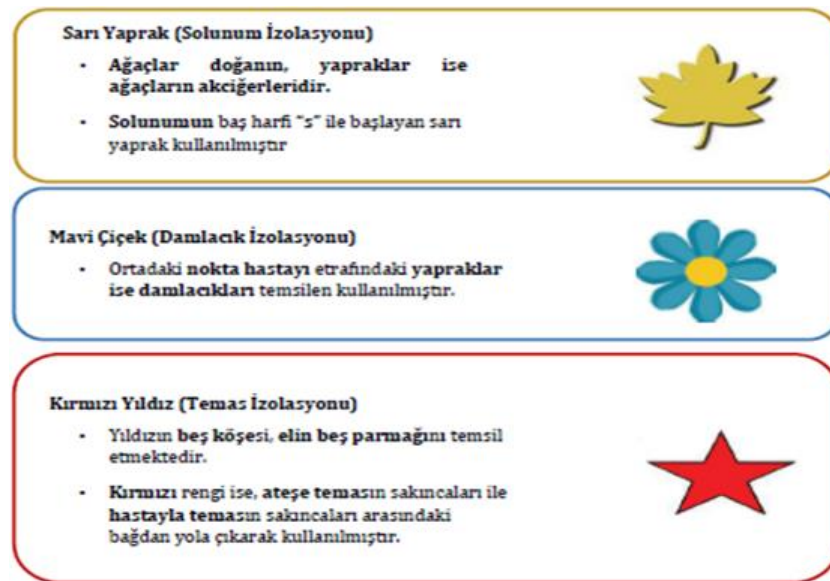 Sarı Yaprak (Solunum İzolasyonu)
• Ağaçlar doğanın, yapraklar ise
ağaçların akciğerleridir.
• Solunumun baş harfi "s" ile başlayan sarı
yaprak kullanılmıştır
Mavi Çiçek (Damlacık İzolasyonu)
• Ortadaki nokta hastayı etrafındaki yapraklar
ise damlacıkları temsilen kullanılmıştır.
Kırmızı Yıldız (Temas İzolasyonu)
• Yıldızın beş köşesi, elin beş parmağını temsil
etmektedir.
• Kırmızı rengi ise, ateşe temasın sakıncaları ile
hastayla temasın sakıncaları arasındaki
bağdan yola çıkarak kullanılmıştır.